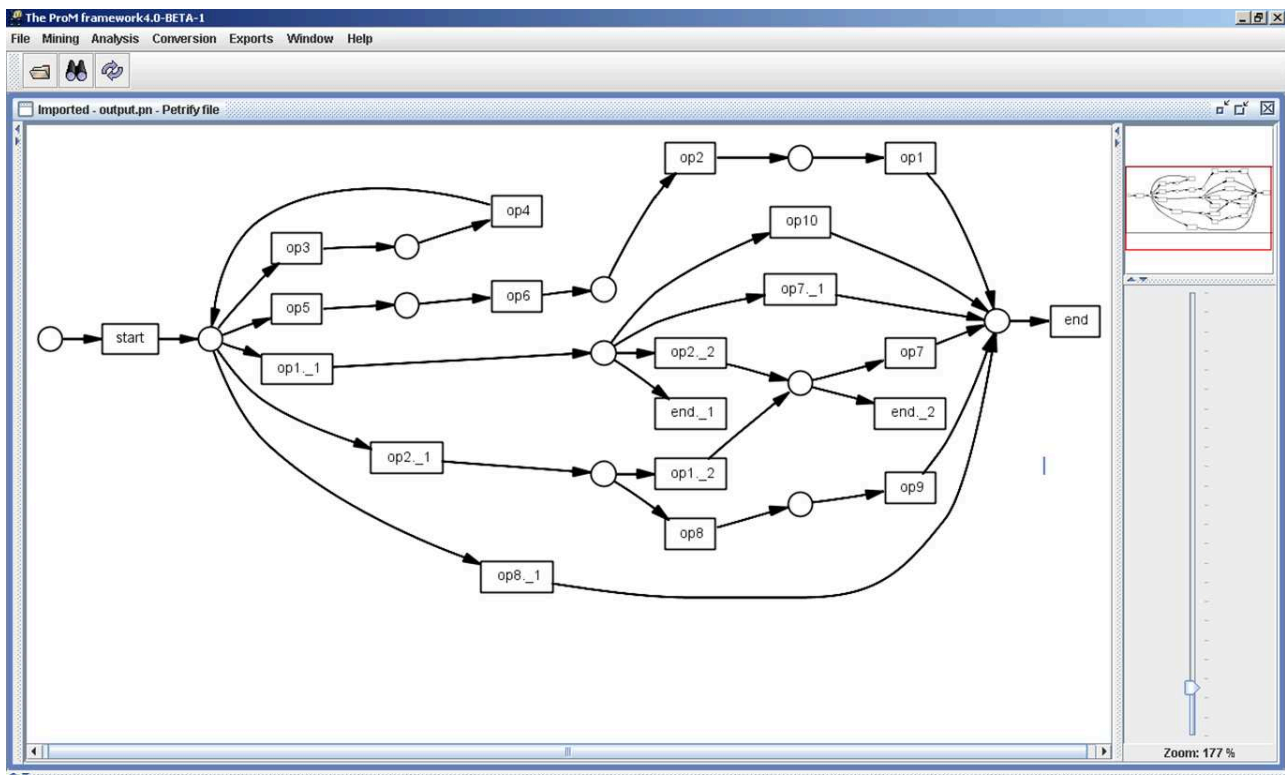 The ProM framework4.0-BETA-1
File Mining Analysis Conversion Exports Window Help
Imported - output.pn - Petrify file
op2
op1
op4
op10
op3
op7._1
op5
op6
start
end
op1._1
op2._2
op7
end._1
end._2
op2._1
op1._2
op9
op8
op8._1
Zoom: 177 %